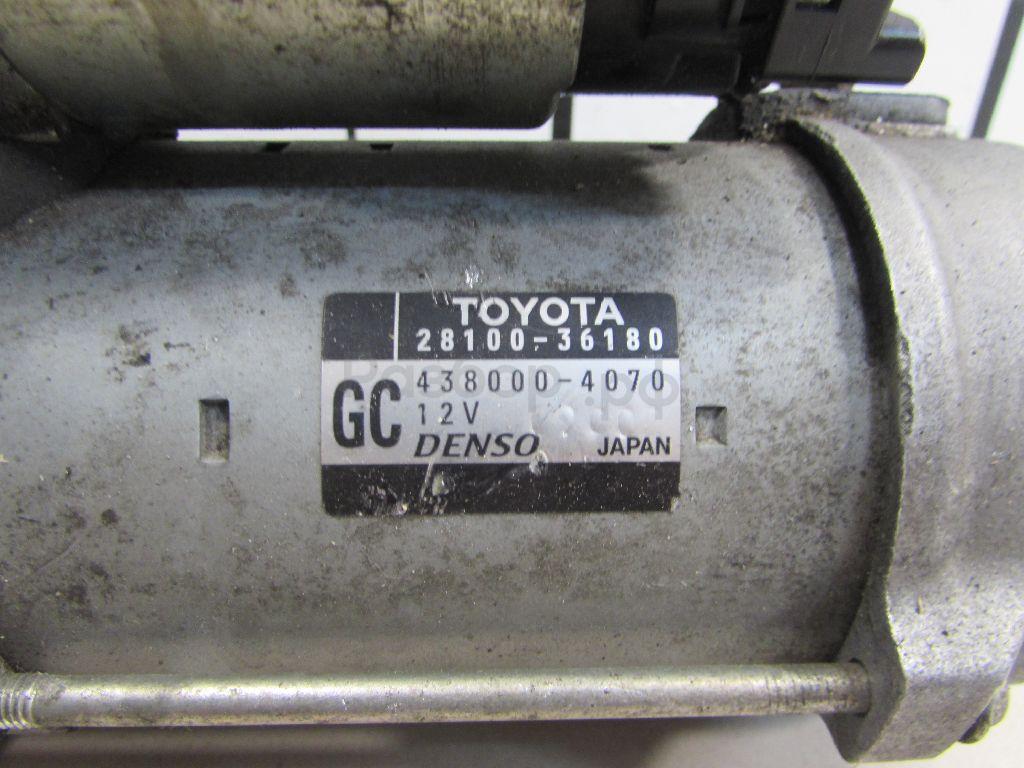 TOYOTA
28100-36180
GC
438000-4070
12V
DENSO JAPAN